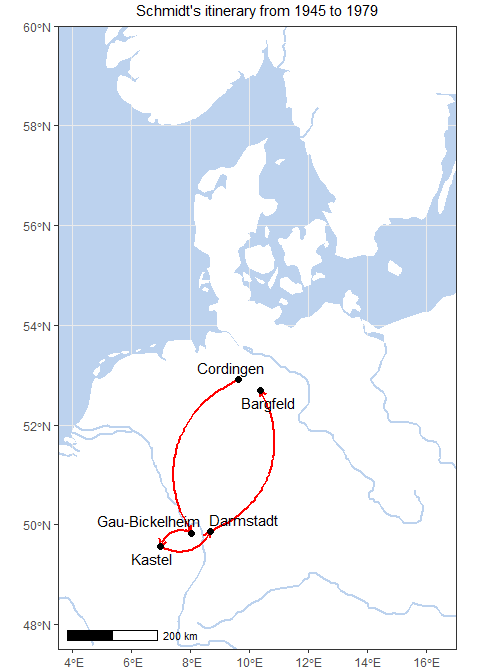 Schmidt's itinerary from 1945 to 1979
60°N
58°N
56°N
54°N
Cordingen
Bargfeld
52°N
Gau-Bickelheim
Darmstadt
50°N
Kastel
48°N
200 km
4°E
6°E
8°E
10°E
12°E
14°E
16°E